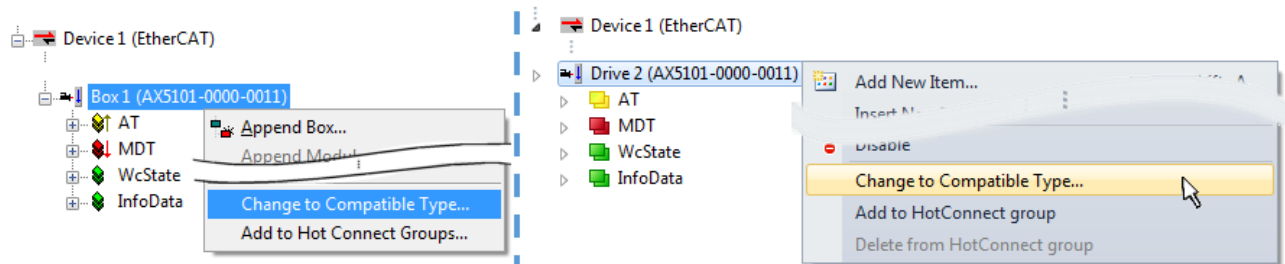 Device 1 (EtherCAT)
Box 1 (AX5101-0000-0011)
AT
MDT
WcState
InfoData
Append Box...
Append Modul
Change to Compatible Type...
Add to Hot Connect Groups...
Device 1 (EtherCAT)
Drive 2 (AX5101-0000-0011)
AT
MDT
WcState
InfoData
Add New Item...
Insert
Disable
Change to Compatible Type...
Add to HotConnect group
Delete from HotConnect group